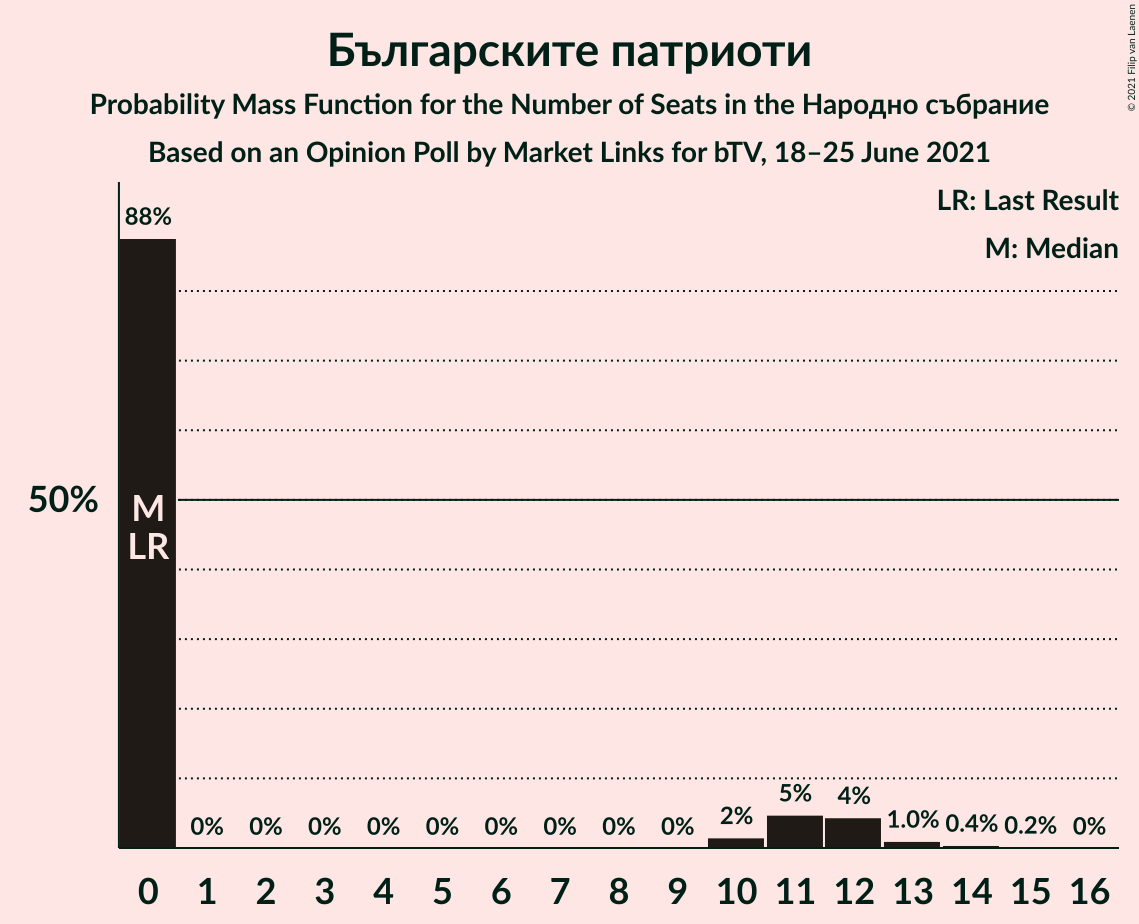 Българските патриоти
Probability Mass Function for the Number of Seats in the Народно събрание
Based on an Opinion Poll by Market Links for bTV, 18–25 June 2021
© 2021 Filip van Laenen
LR: Last Result
M: Median
88%
50%
M
LR
0% 0% 0% 0% 0% 0% 0% 0% 0% 2% 5% 4% 1.0% 0.4% 0.2% 0%
0 1 2 3 4 5 6 7 8 9 10 11 12 13 14 15 16